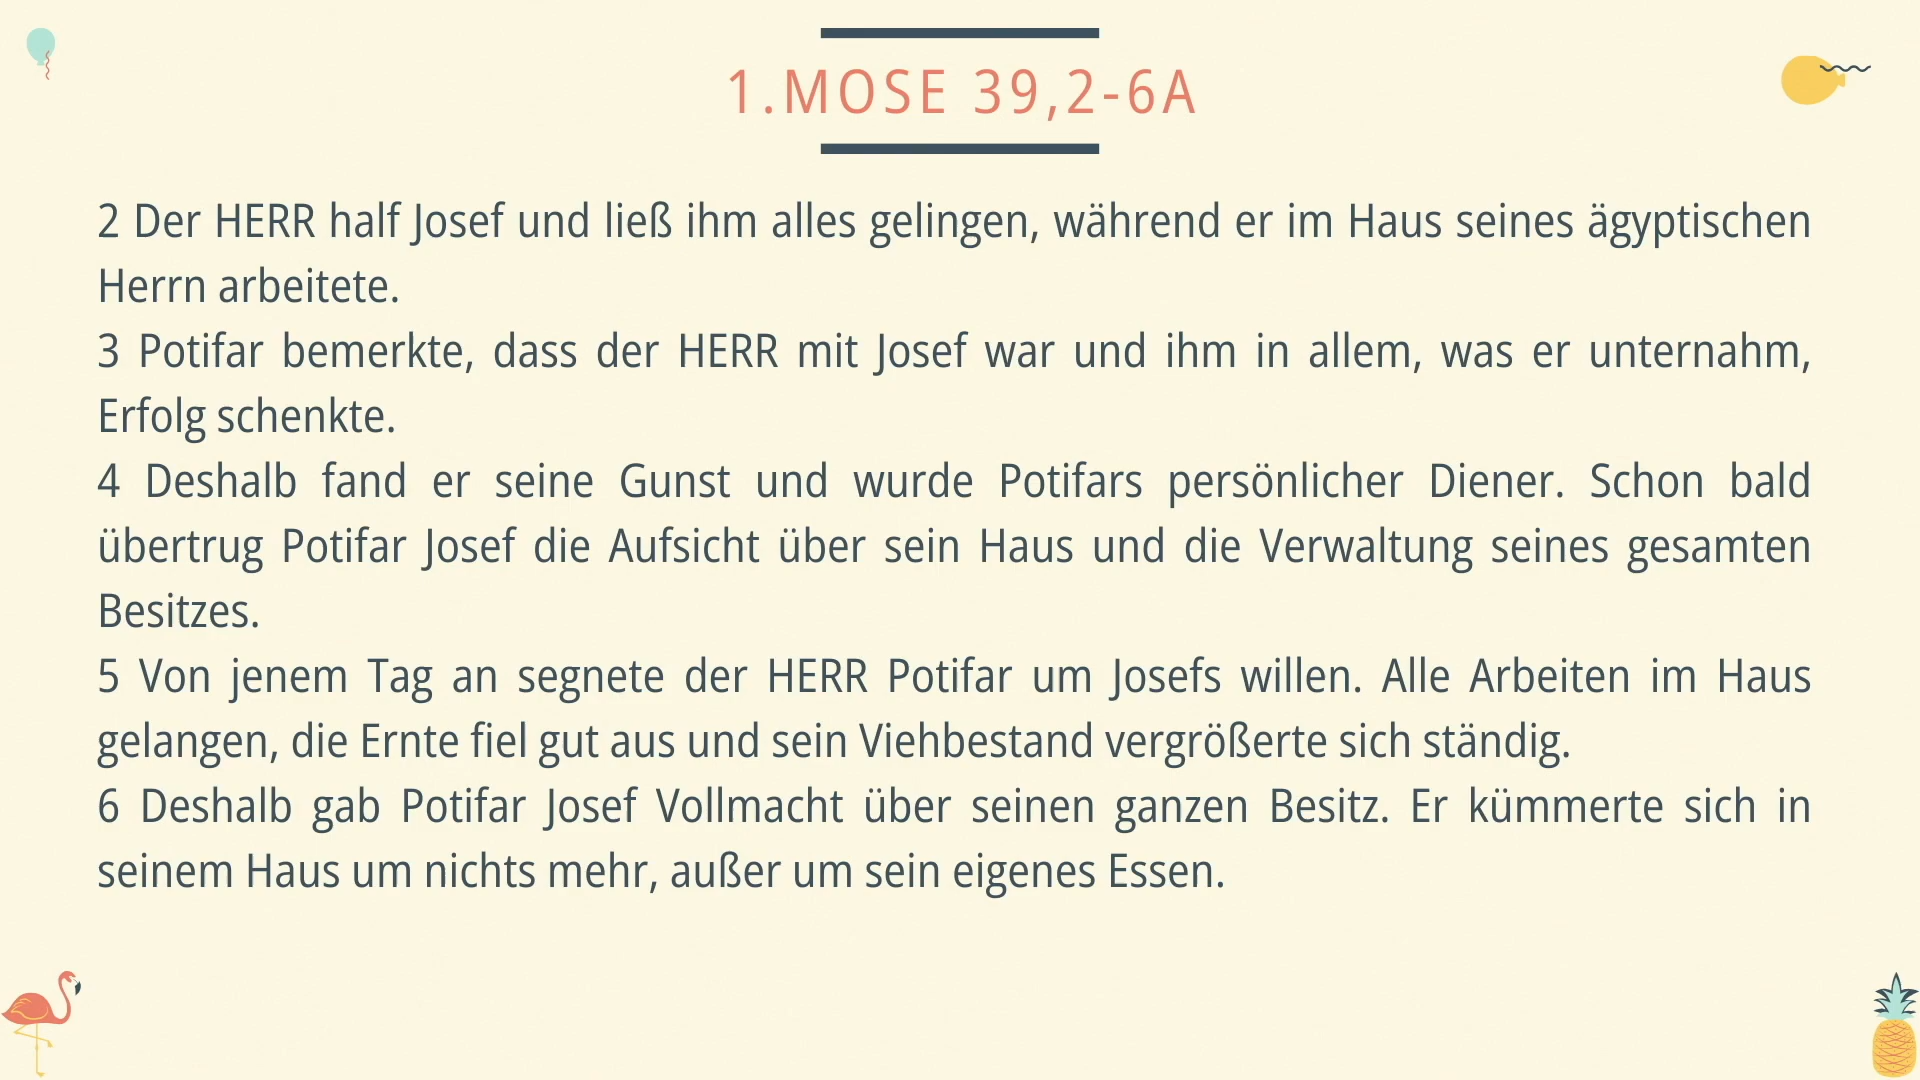 1.MOSE 39,2-6A
2 Der HERR half Josef und ließ ihm alles gelingen, während er im Haus seines ägyptischen
Herrn arbeitete.
3 Potifar bemerkte, dass der HERR mit Josef war und ihm in allem, was er unternahm,
Erfolg schenkte.
4 Deshalb fand er seine Gunst und wurde Potifars persönlicher Diener. Schon bald
übertrug Potifar Josef die Aufsicht über sein Haus und die Verwaltung seines gesamten
Besitzes.
5 Von jenem Tag an segnete der HERR Potifar um Josefs willen. Alle Arbeiten im Haus
gelangen, die Ernte fiel gut aus und sein Viehbestand vergrößerte sich ständig.
6 Deshalb gab Potifar Josef Vollmacht über seinen ganzen Besitz. Er kümmerte sich in
seinem Haus um nichts mehr, außer um sein eigenes Essen.